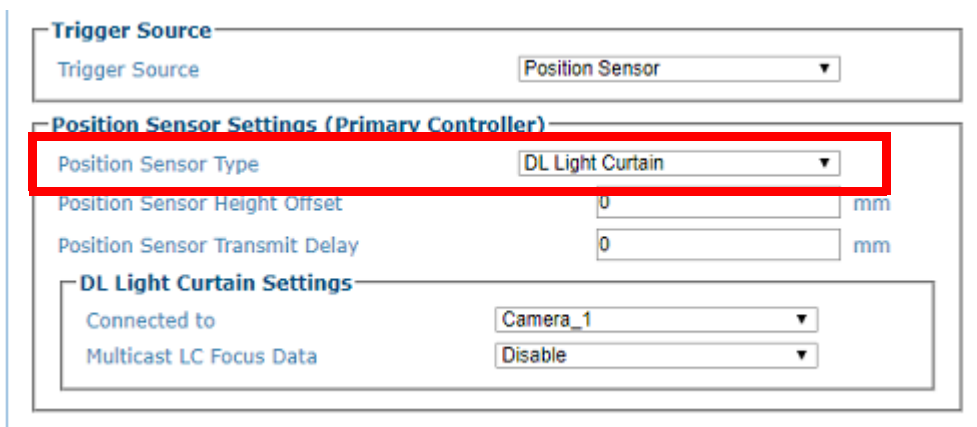 Trigger Source
Trigger Source Position Sensor
Position Sensor Settings (Primary Controller)
Position Sensor Type DL Light Curtain
Position Sensor Height Offset 0 mm
Position Sensor Transmit Delay 0 mm
DL Light Curtain Settings
Connected to Camera_1
Multicast LC Focus Data Disable